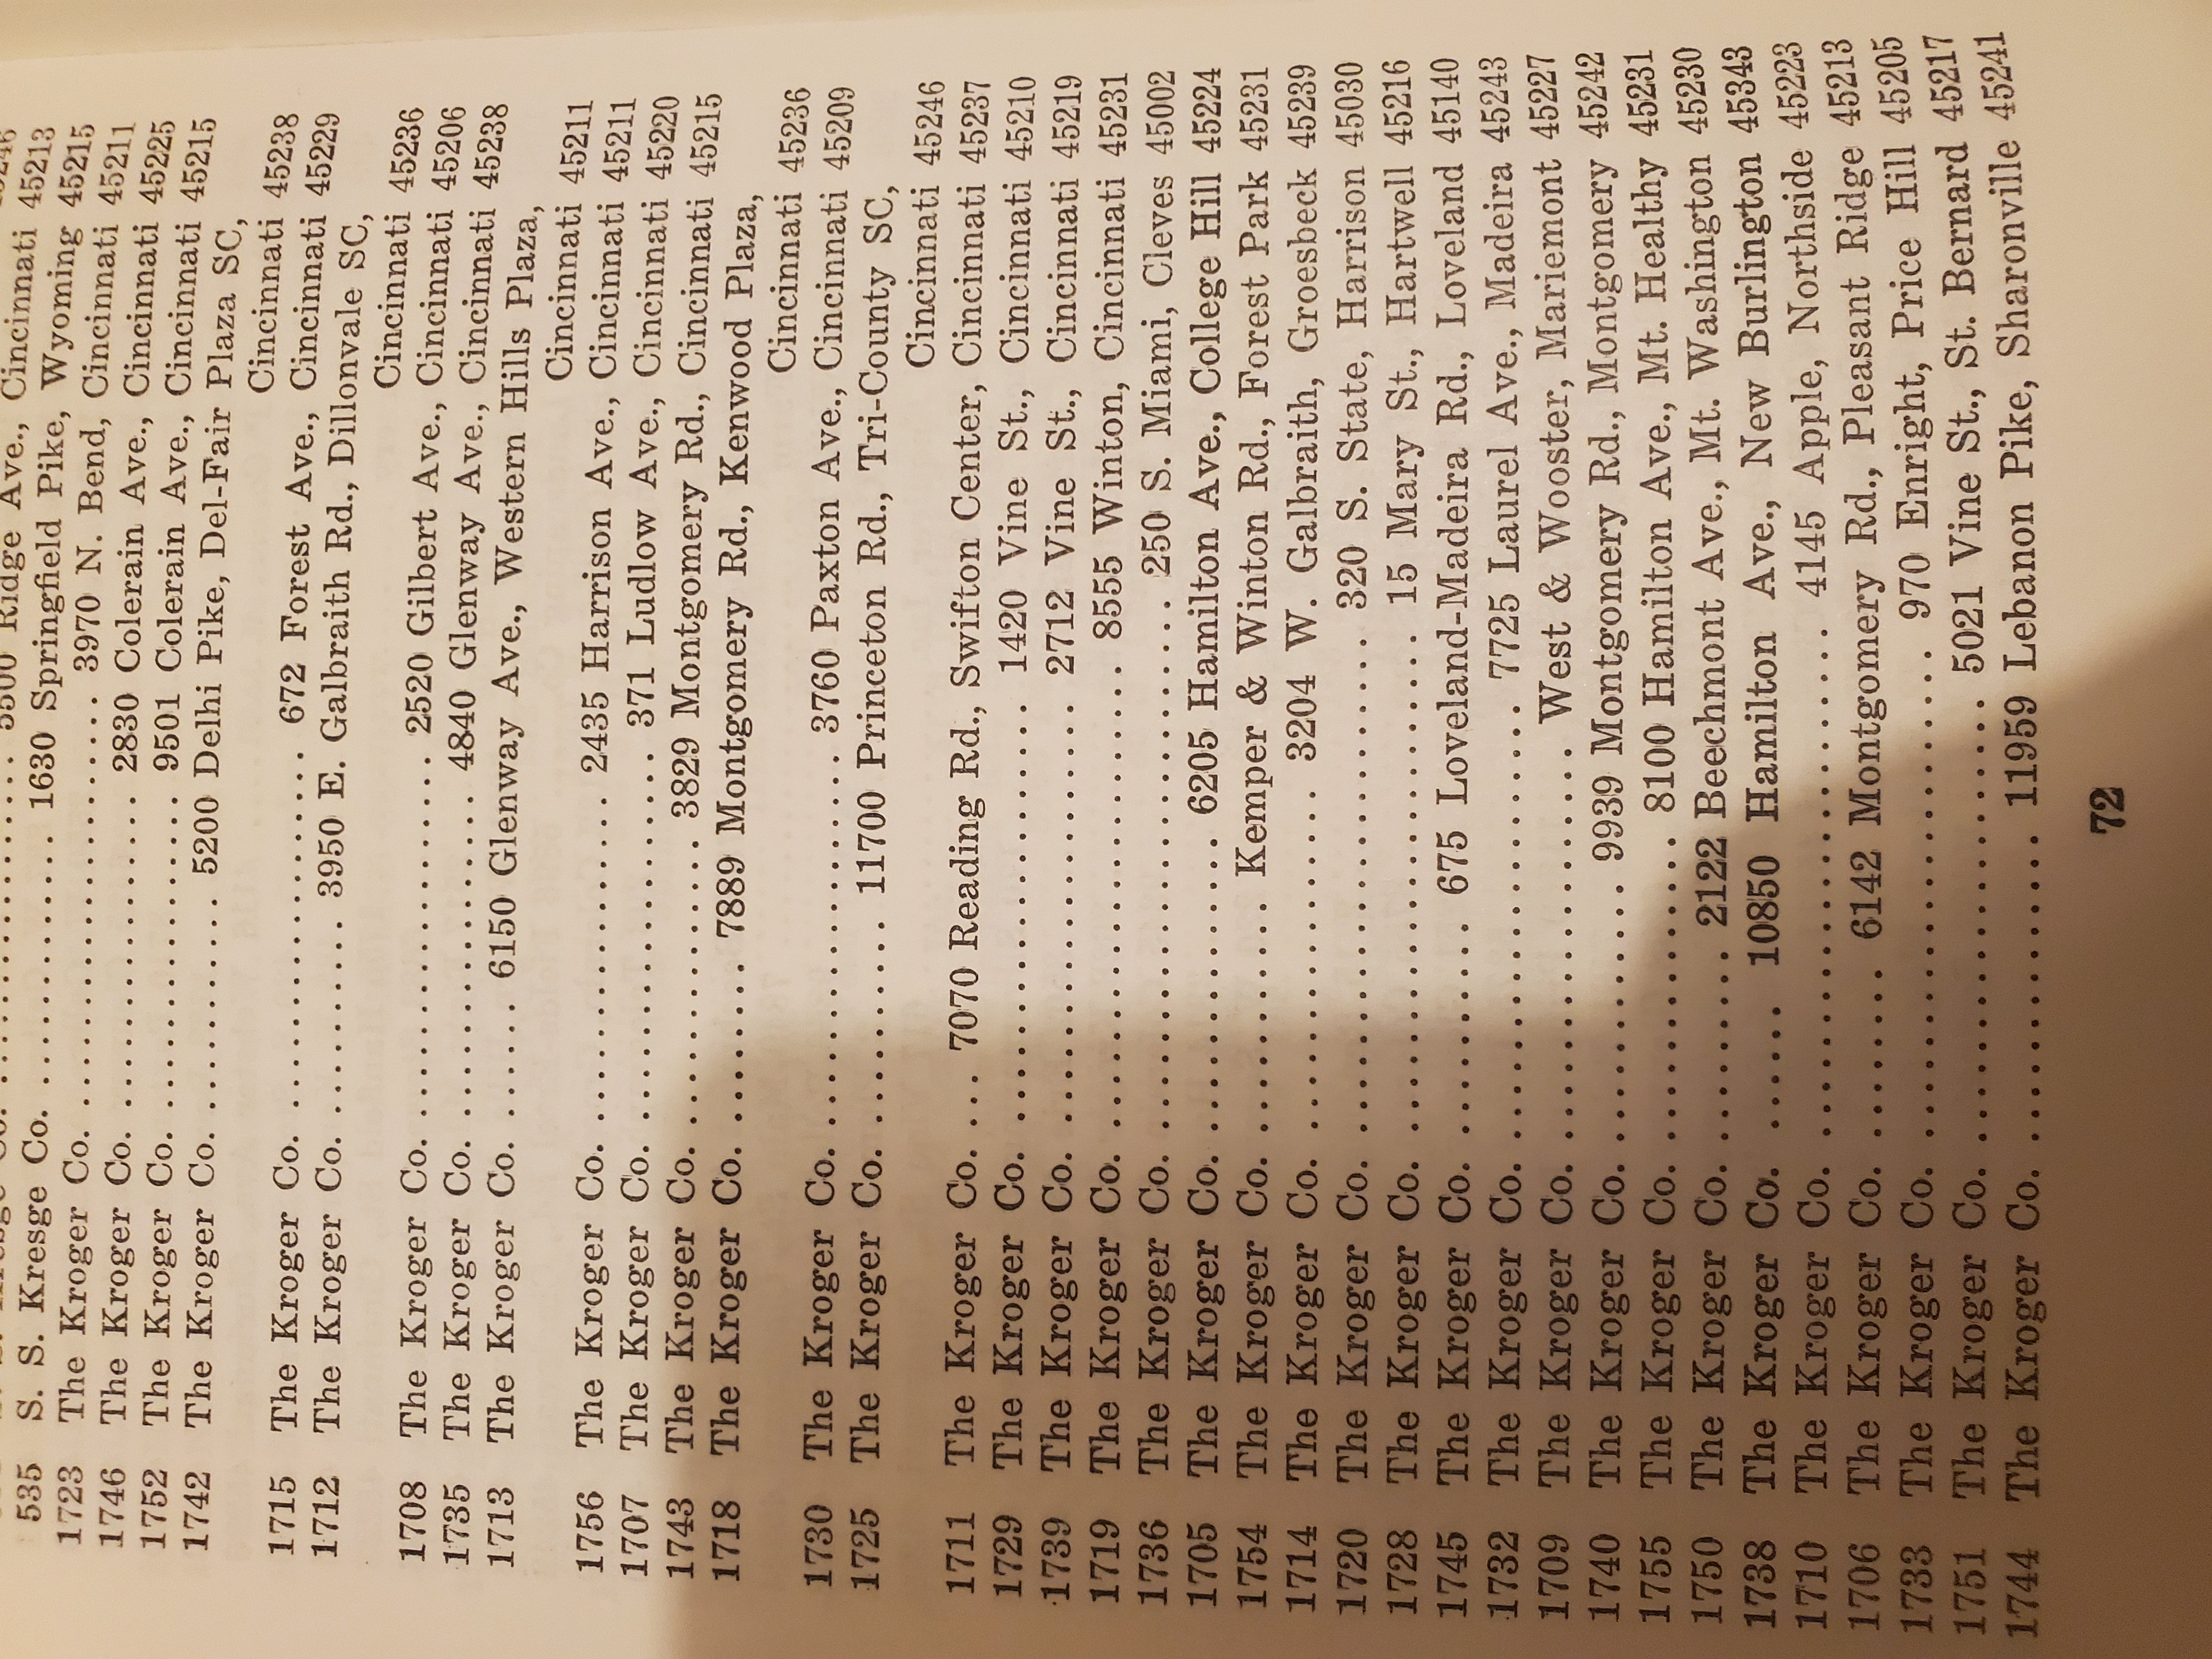 5500 Ridge Ave., Cincinnati 45213
535 S. S. Kresge Co. .......... 1630 Springfield Pike, Wyoming 45215
1723 The Kroger Co. .......... 3970 N. Bend, Cincinnati 45211
1746 The Kroger Co. .......... 2830 Colerain Ave., Cincinnati 45225
1752 The Kroger Co. .......... 9501 Colerain Ave., Cincinnati 45215
1742 The Kroger Co. .......... 5200 Delhi Pike, Del-Fair Plaza SC,
Cincinnati 45238
1715 The Kroger Co. .......... 672 Forest Ave., Cincinnati 45229
1712 The Kroger Co. .......... 3950 E. Galbraith Rd., Dillonvale SC,
Cincinnati 45236
1708 The Kroger Co. .......... 2520 Gilbert Ave., Cincinnati 45206
1735 The Kroger Co. .......... 4840 Glenway Ave., Cincinnati 45238
1713 The Kroger Co. ...... 6150 Glenway Ave., Western Hills Plaza,
Cincinnati 45211
1756 The Kroger Co. .......... 2435 Harrison Ave., Cincinnati 45211
1707 The Kroger Co. .......... 371 Ludlow Ave., Cincinnati 45220
1743 The Kroger Co. .......... 3829 Montgomery Rd., Cincinnati 45215
1718 The Kroger Co. ........ 7889 Montgomery Rd., Kenwood Plaza,
Cincinnati 45236
1730 The Kroger Co. .......... 3760 Paxton Ave., Cincinnati 45209
1725 The Kroger Co. .......... 11700 Princeton Rd., Tri-County SC,
Cincinnati 45246
1711 The Kroger Co. ... 7070 Reading Rd., Swifton Center, Cincinnati 45237
1729 The Kroger Co. .......... 1420 Vine St., Cincinnati 45210
1739 The Kroger Co. .......... 2712 Vine St., Cincinnati 45219
1719 The Kroger Co. .......... 8555 Winton, Cincinnati 45231
1736 The Kroger Co. .......... 250 S. Miami, Cleves 45002
1705 The Kroger Co. .......... 6205 Hamilton Ave., College Hill 45224
1754 The Kroger Co. .......... Kemper & Winton Rd., Forest Park 45231
1714 The Kroger Co. .......... 3204 W. Galbraith, Groesbeck 45239
1720 The Kroger Co. .......... 320 S. State, Harrison 45030
1728 The Kroger Co. .......... 15 Mary St., Hartwell 45216
1745 The Kroger Co. .......... 675 Loveland-Madeira Rd., Loveland 45140
1732 The Kroger Co. .......... 7725 Laurel Ave., Madeira 45243
1709 The Kroger Co. .......... West & Wooster, Mariemont 45227
1740 The Kroger Co. .......... 9939 Montgomery Rd., Montgomery 45242
1755 The Kroger Co. .......... 8100 Hamilton Ave., Mt. Healthy 45231
1750 The Kroger Co. ......... 2122 Beechmont Ave., Mt. Washington 45230
1738 The Kroger Co. ...... 10850 Hamilton Ave., New Burlington 45343
1710 The Kroger Co. .......... 4145 Apple, Northside 45223
1706 The Kroger Co. ........ 6142 Montgomery Rd., Pleasant Ridge 45213
1733 The Kroger Co. .......... 970 Enright, Price Hill 45205
1751 The Kroger Co. .......... 5021 Vine St., St. Bernard 45217
1744 The Kroger Co. .......... 11959 Lebanon Pike, Sharonville 45241
72